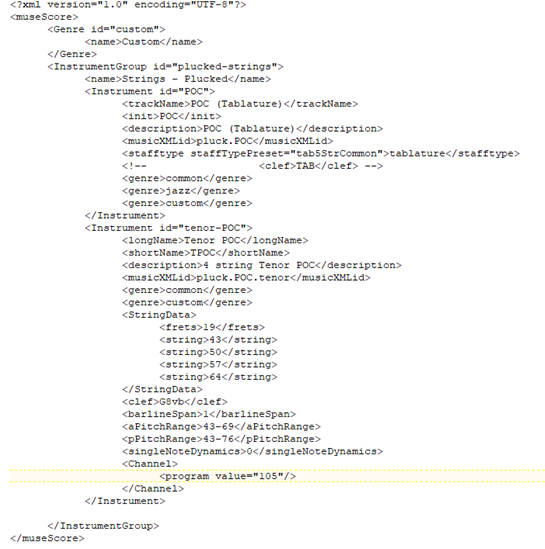 <?xml version="1.0" encoding="UTF-8"?>
<museScore>
<Genre id="custom">
<name>Custom</name>
</Genre>
<InstrumentGroup id="plucked-strings">
<name>Strings - Plucked</name>
<Instrument id="POC">
<trackName>POC (Tablature)</trackName>
<init>POC</init>
<description>POC (Tablature)</description>
<musicXMLid>pluck.POC</musicXMLid>
<stafftype staffTypePreset="tab5StrCommon">tablature</stafftype>
<!-- <clef>TAB</clef> -->
<genre>common</genre>
<genre>jazz</genre>
<genre>custom</genre>
</Instrument>
<Instrument id="tenor-POC">
<longName>Tenor POC</longName>
<shortName>TPOC</shortName>
<description>4 string Tenor POC</description>
<musicXMLid>pluck.POC.tenor</musicXMLid>
<genre>common</genre>
<genre>custom</genre>
<StringData>
<frets>19</frets>
<string>43</string>
<string>50</string>
<string>57</string>
<string>64</string>
</StringData>
<clef>G8vb</clef>
<barlineSpan>1</barlineSpan>
<aPitchRange>43-69</aPitchRange>
<pPitchRange>43-76</pPitchRange>
<singleNoteDynamics>0</singleNoteDynamics>
<Channel>
<program value="105"/>
</Channel>
</Instrument>
</InstrumentGroup>
</museScore>